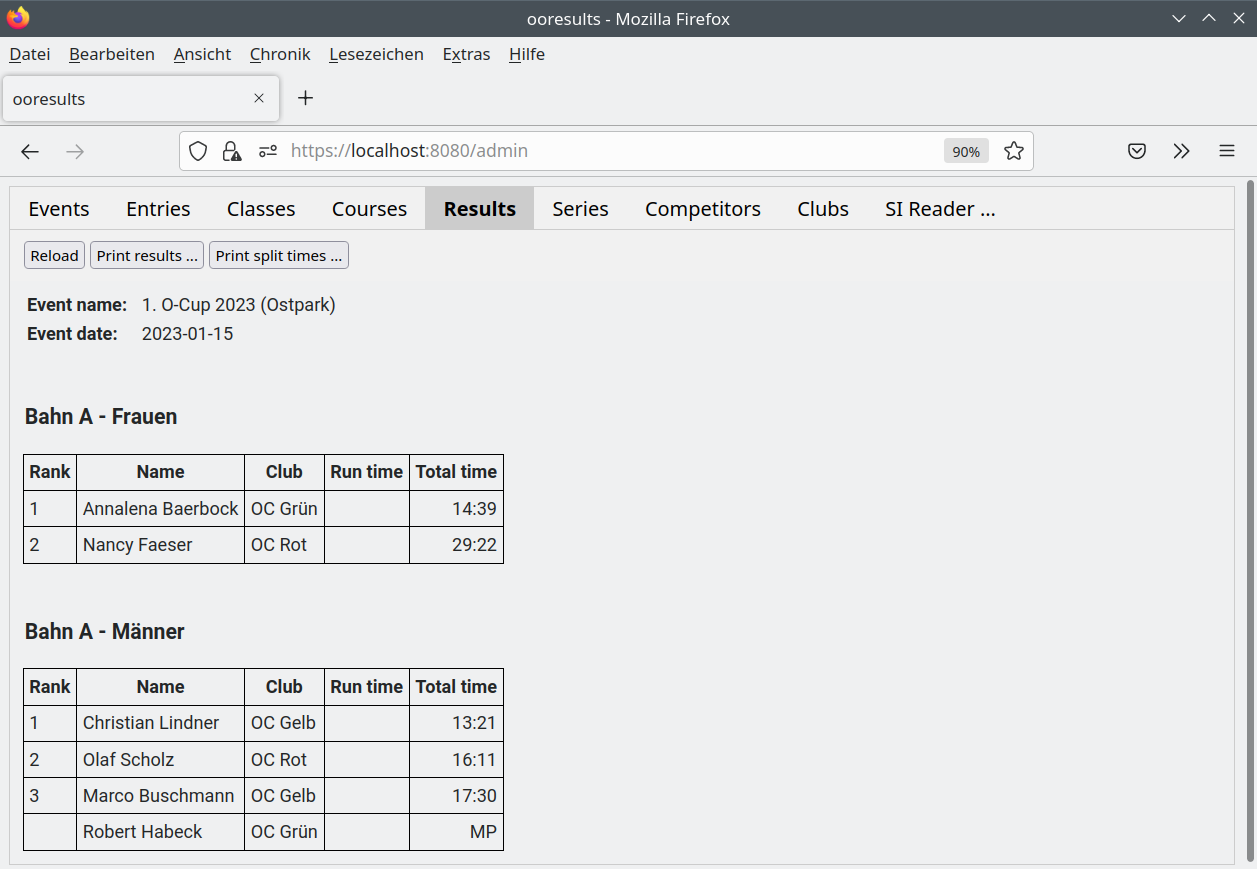 ooresults - Mozilla Firefox
Datei Bearbeiten Ansicht Chronik Lesezeichen Extras Hilfe
ooresults
https://localhost:8080/admin 90%
Events Entries Classes Courses Results Series Competitors Clubs SI Reader ...
Reload Print results ... Print split times ...
Event name: 1. O-Cup 2023 (Ostpark)
Event date: 2023-01-15
Bahn A - Frauen
Rank Name Club Run time Total time
1 Annalena Baerbock OC Grün 14:39
2 Nancy Faeser OC Rot 29:22
Bahn A - Männer
Rank Name Club Run time Total time
1 Christian Lindner OC Gelb 13:21
2 Olaf Scholz OC Rot 16:11
3 Marco Buschmann OC Gelb 17:30
Robert Habeck OC Grün MP